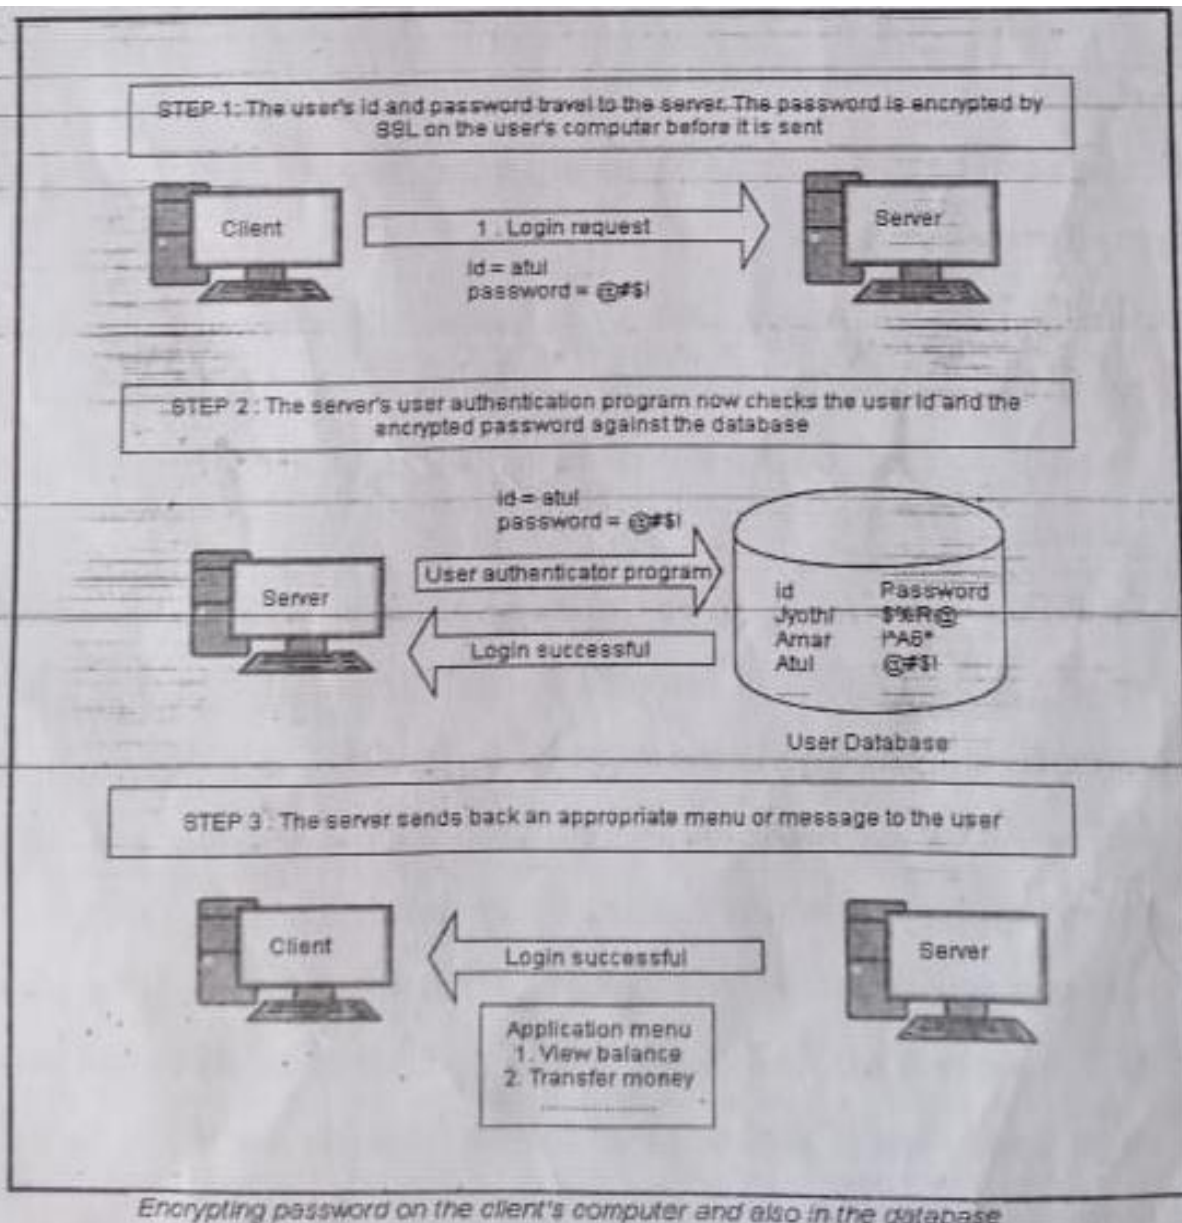 STEP 1: The user's id and password travel to the server. The password is encrypted by
SSL on the user's computer before it is sent
Client
1. Login request
Server
id = atul
password = @#$!
STEP 2: The server's user authentication program now checks the user id and the
encrypted password against the database
id = atul
password = @#$!
Server
User authenticator program
Login successful
id Password
Jyothi $%R@
Amar
Atul @#$!
User Database
STEP 3: The server sends back an appropriate menu or message to the user
Client
Login successful
Server
Application menu
1. View balance
2. Transfer money
Encrypting password on the client's computer and also in the database